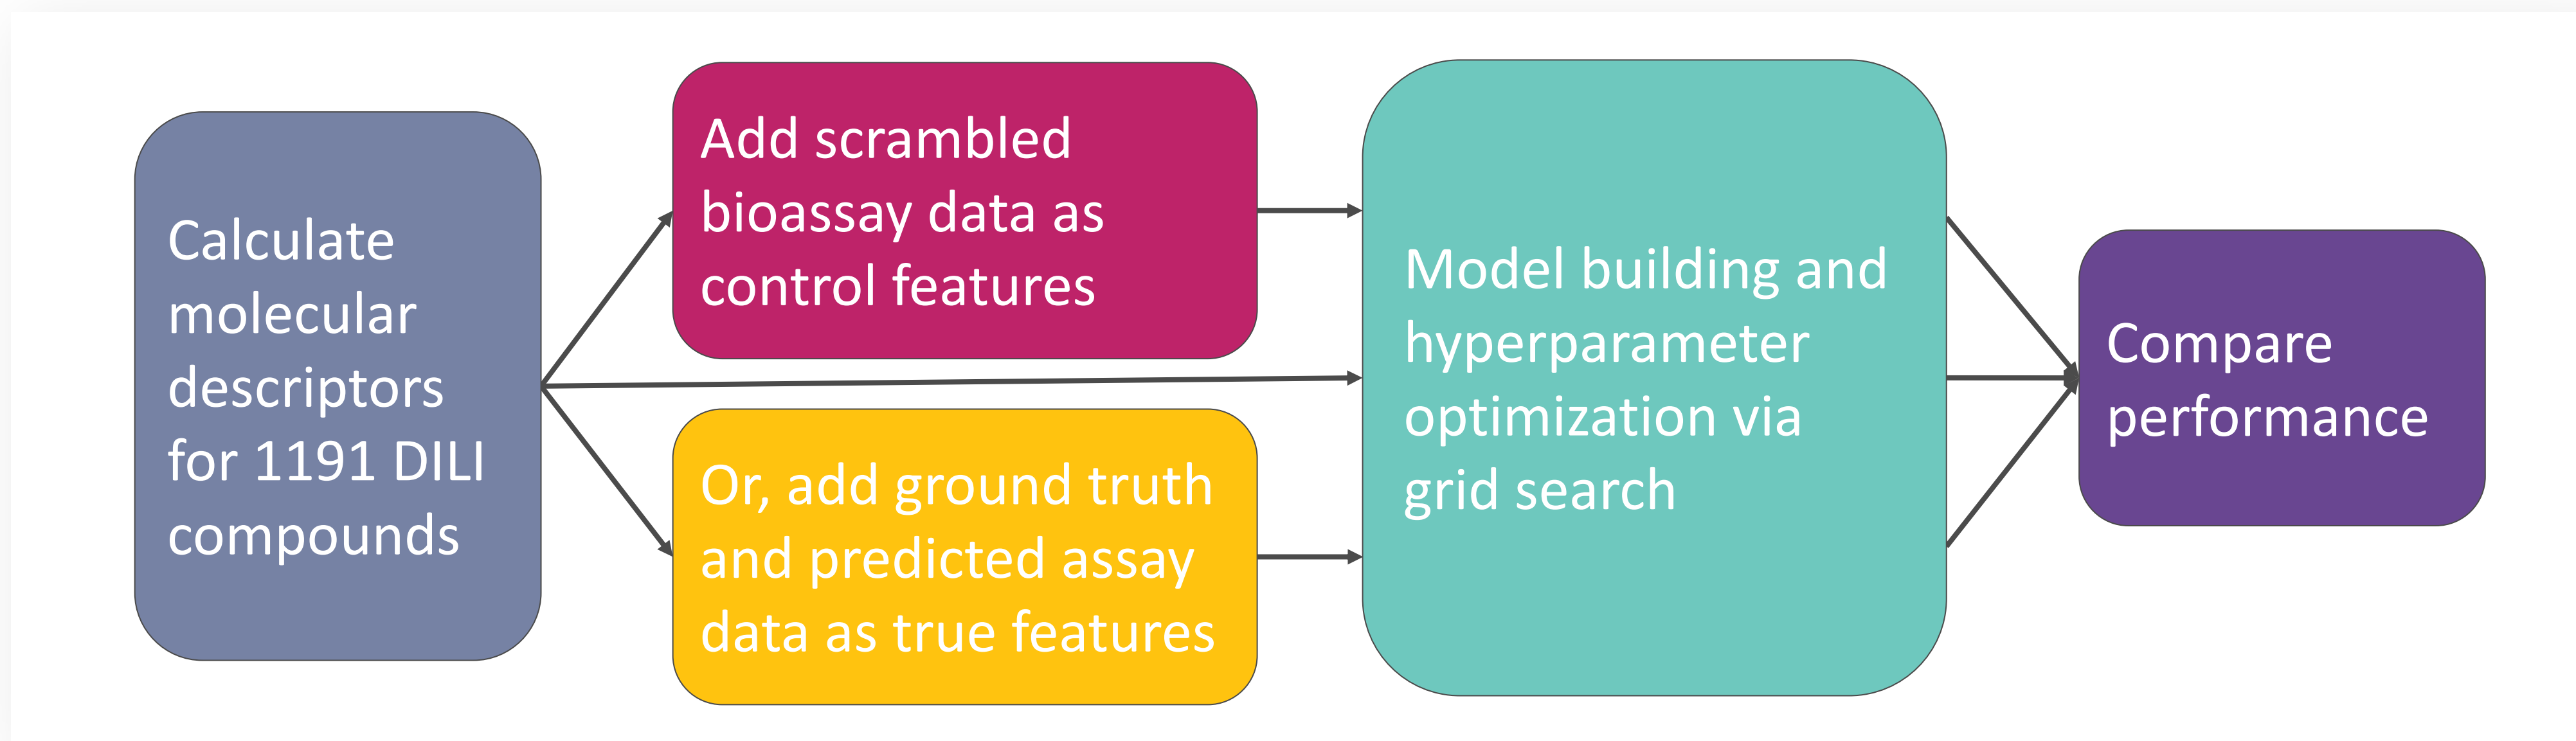 Calculate
molecular
descriptors
for 1191 DILI
compounds
Add scrambled
bioassay data as
control features
Or, add ground truth
and predicted assay
data as true features
Model building and
hyperparameter
optimization via
grid search
Compare
performance